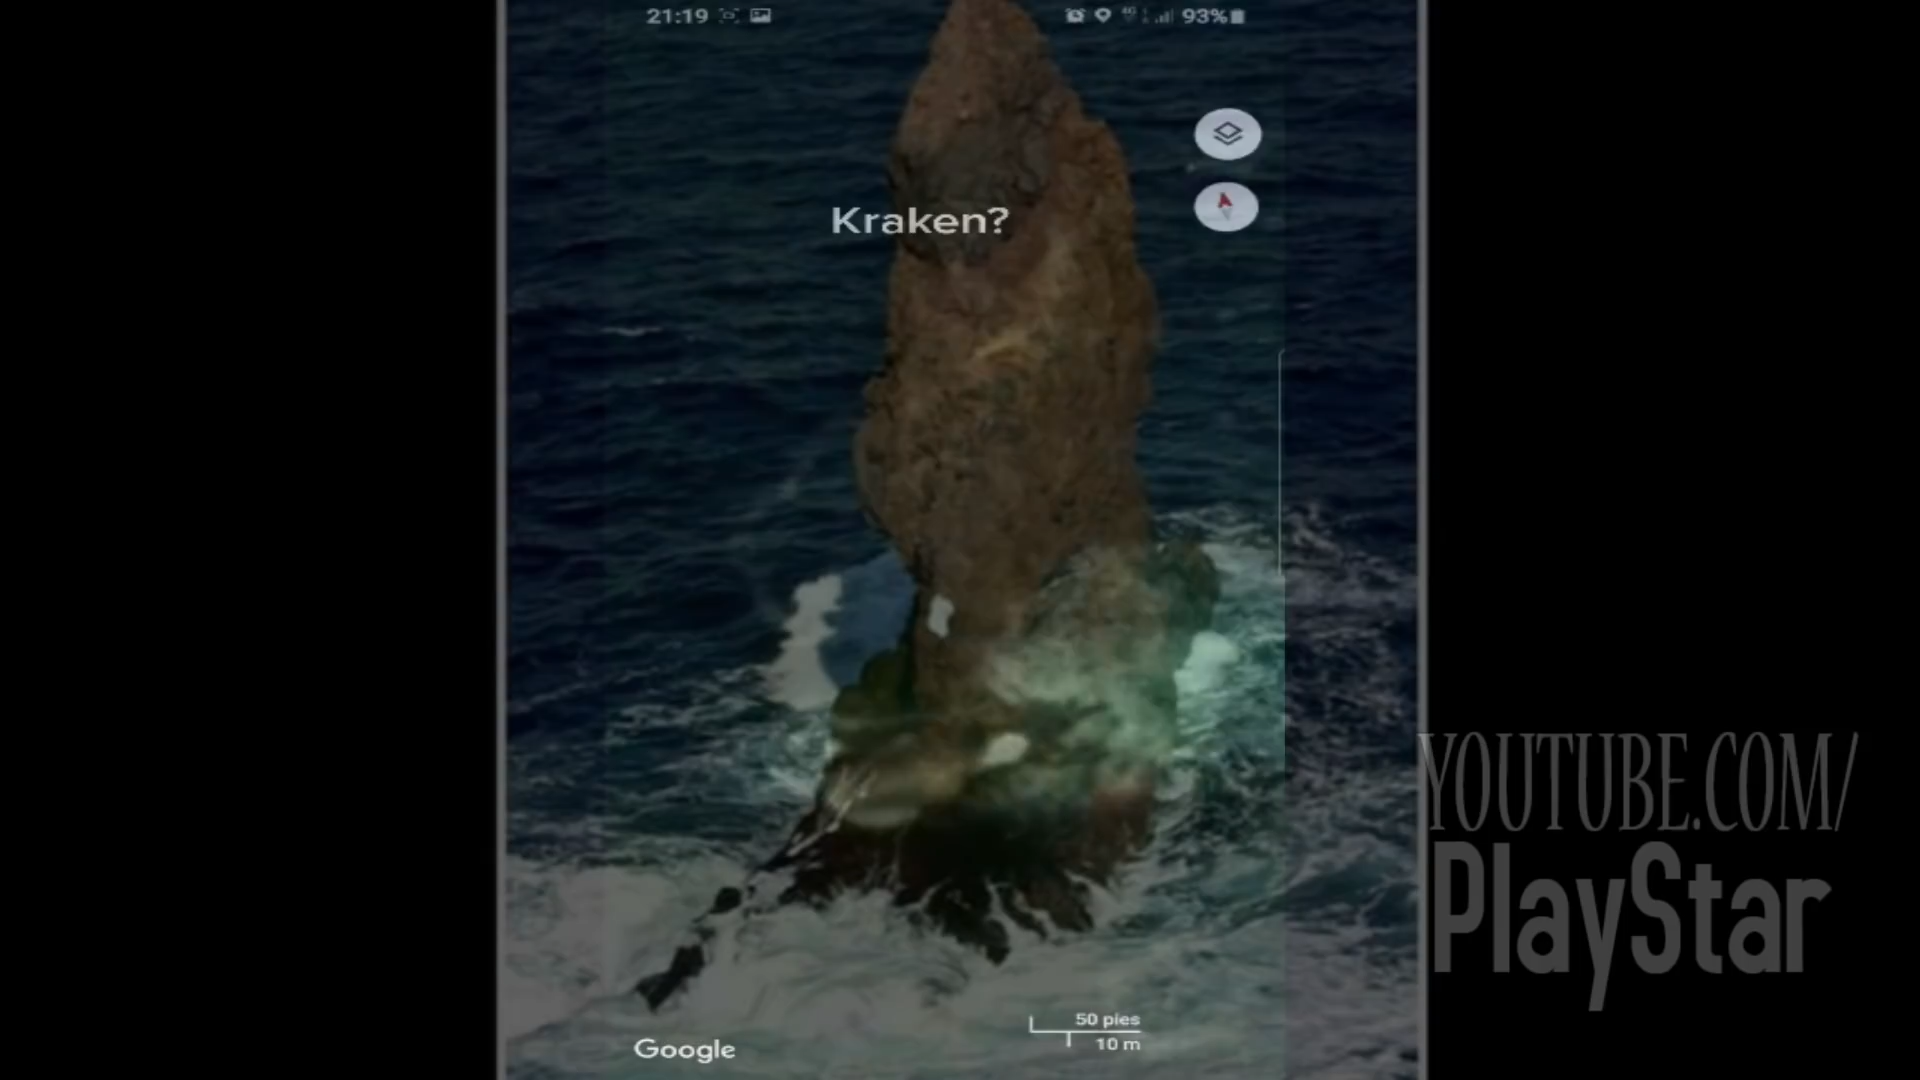 21:19
93%
Kraken?
YOUTUBE.COM/
PlayStar
50 pies
10 m
Google